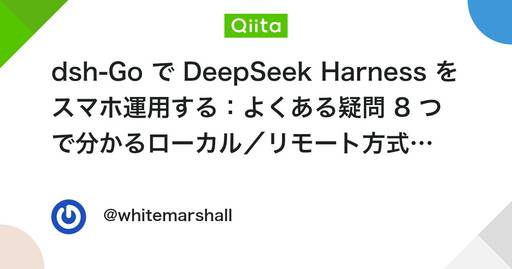 Qiita
dsh-Go で DeepSeek Harness を
スマホ運用する：よくある疑問 8 つ
で分かるローカル／リモート方式…
@whitemarshall